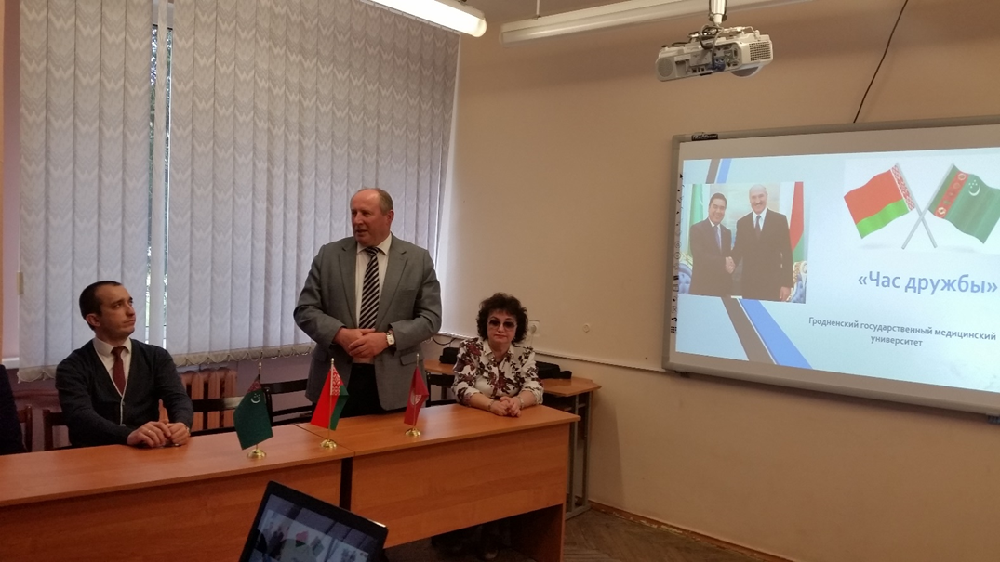 «Час дружбы»
Гродненский государственный медицинский
университет